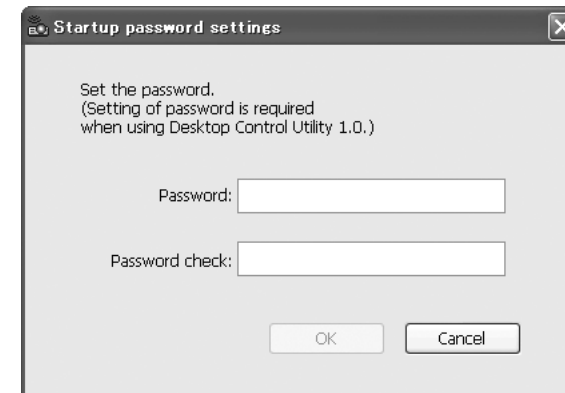 Startup password settings
Set the password.
(Setting of password is required
when using Desktop Control Utility 1.0.)
Password:
Password check:
OK
Cancel